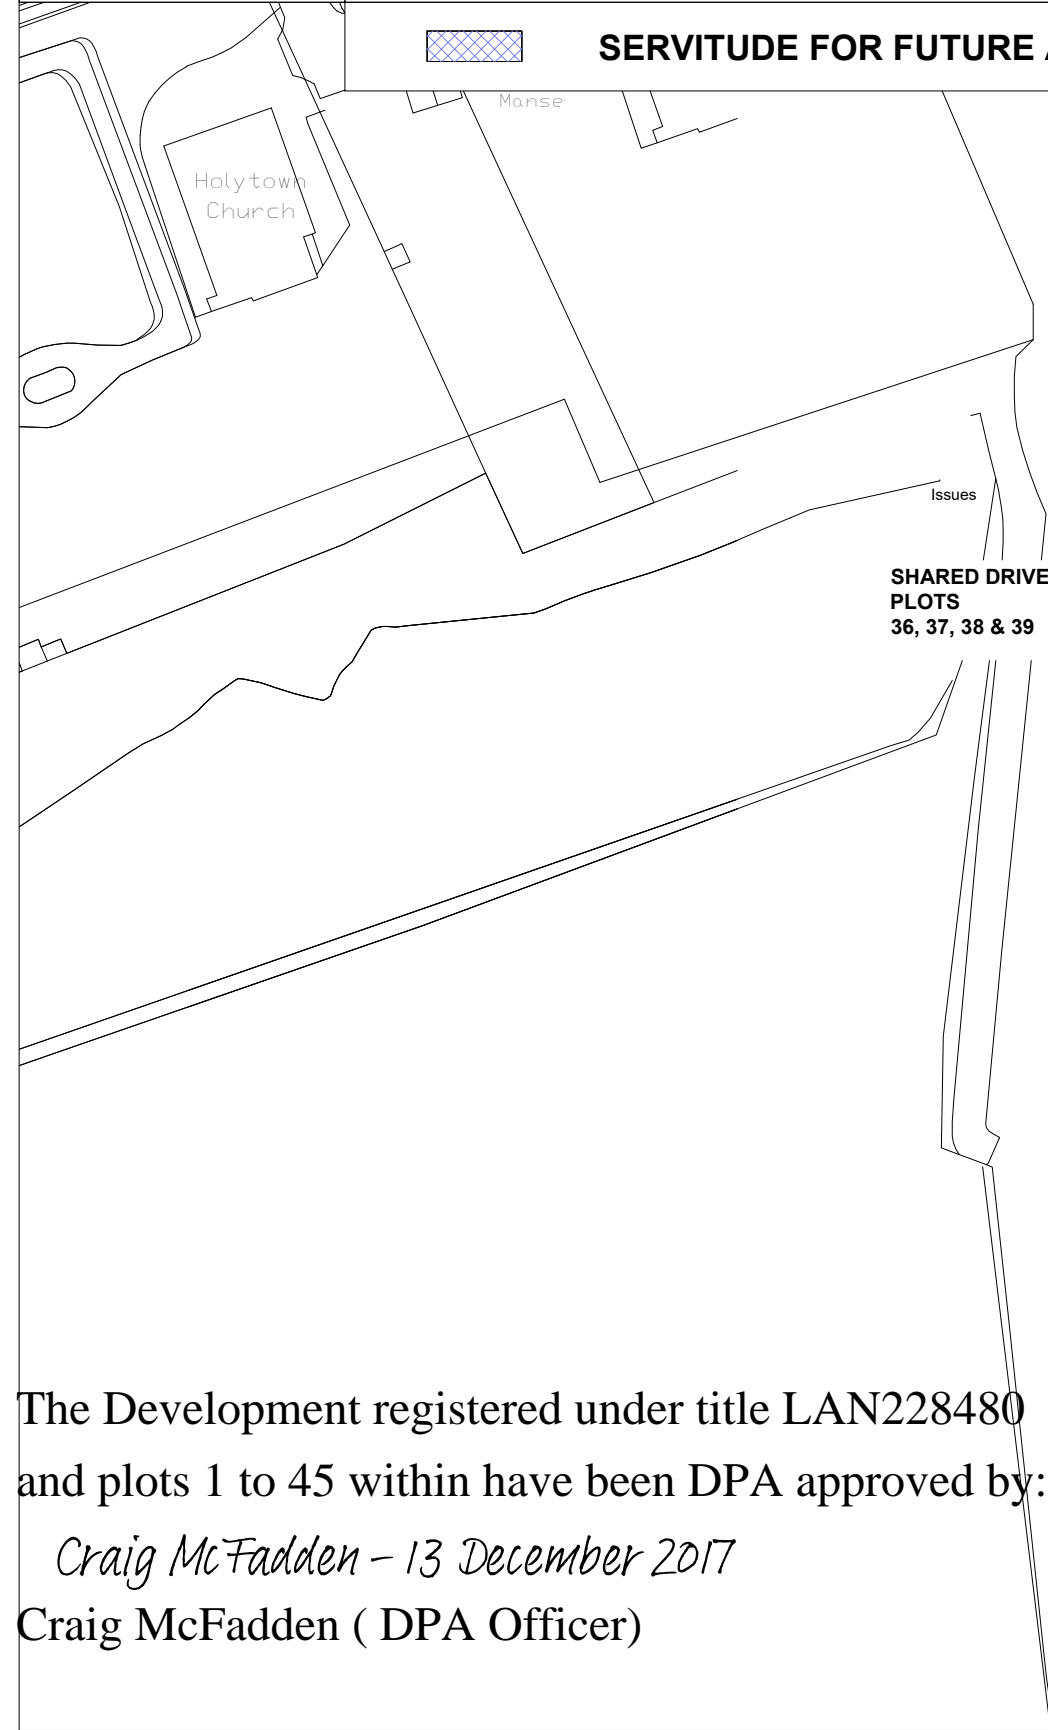 SERVITUDE FOR FUTURE
Manse
Holytown
Church
Issues
SHARED DRIVE
PLOTS
36, 37, 38 & 39
The Development registered under title LAN228480
and plots 1 to 45 within have been DPA approved by:
Craig McFadden – 13 December 2017
Craig McFadden ( DPA Officer)